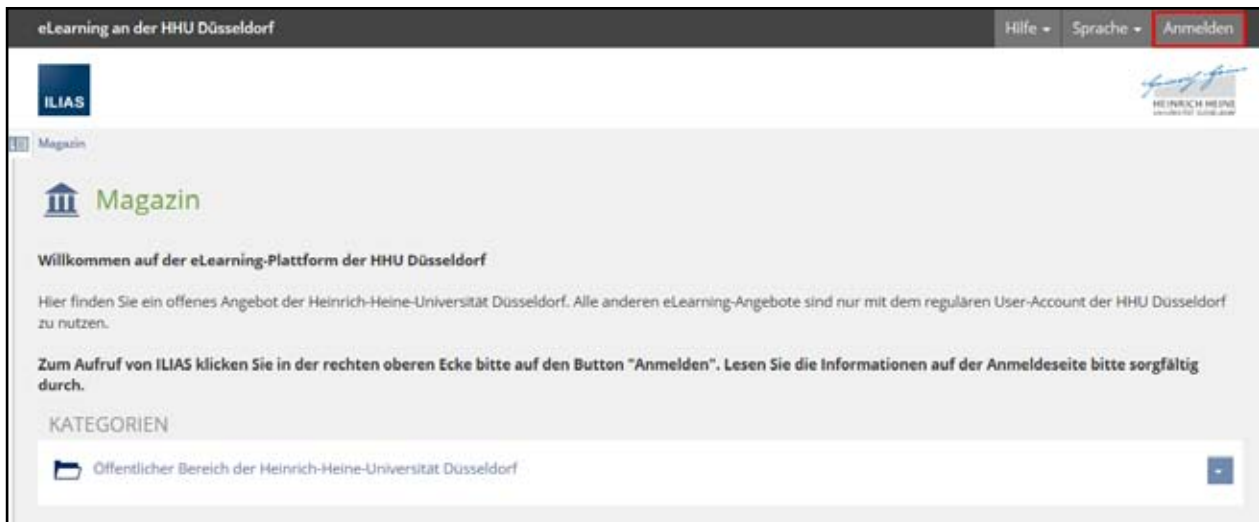 eLearning an der HHU Düsseldorf
Hilfe Sprache Anmelden
ILIAS
HEINRICH HEINE
UNIVERSITÄT DÜSSELDORF
Magazin
Magazin
Willkommen auf der eLearning-Plattform der HHU Düsseldorf
Hier finden Sie ein offenes Angebot der Heinrich-Heine-Universität Düsseldorf. Alle anderen eLearning-Angebote sind nur mit dem regulären User-Account der HHU Düsseldorf
zu nutzen.
Zum Aufruf von ILIAS klicken Sie in der rechten oberen Ecke bitte auf den Button "Anmelden". Lesen Sie die Informationen auf der Anmeldeseite bitte sorgfältig
durch.
KATEGORIEN
Öffentlicher Bereich der Heinrich-Heine-Universität Düsseldorf